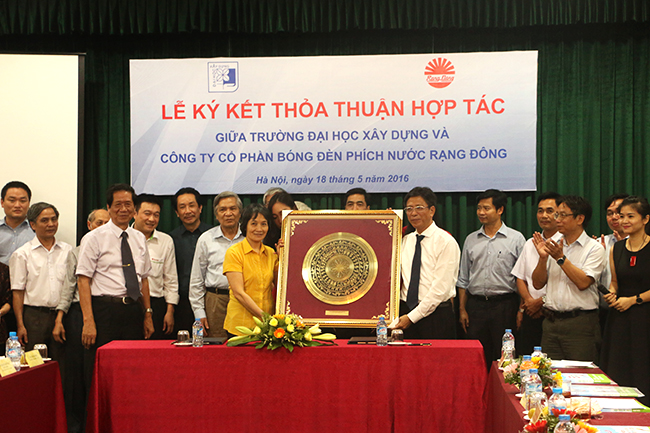 LỄ KÝ KẾT THỎA THUẬN HỢP TÁC
GIỮA TRƯỜNG ĐẠI HỌC XÂY DỰNG VÀ
CÔNG TY CỔ PHẦN BÓNG ĐÈN PHÍCH NƯỚC RẠNG ĐÔNG
Hà Nội, ngày 18 tháng 5 năm 2016